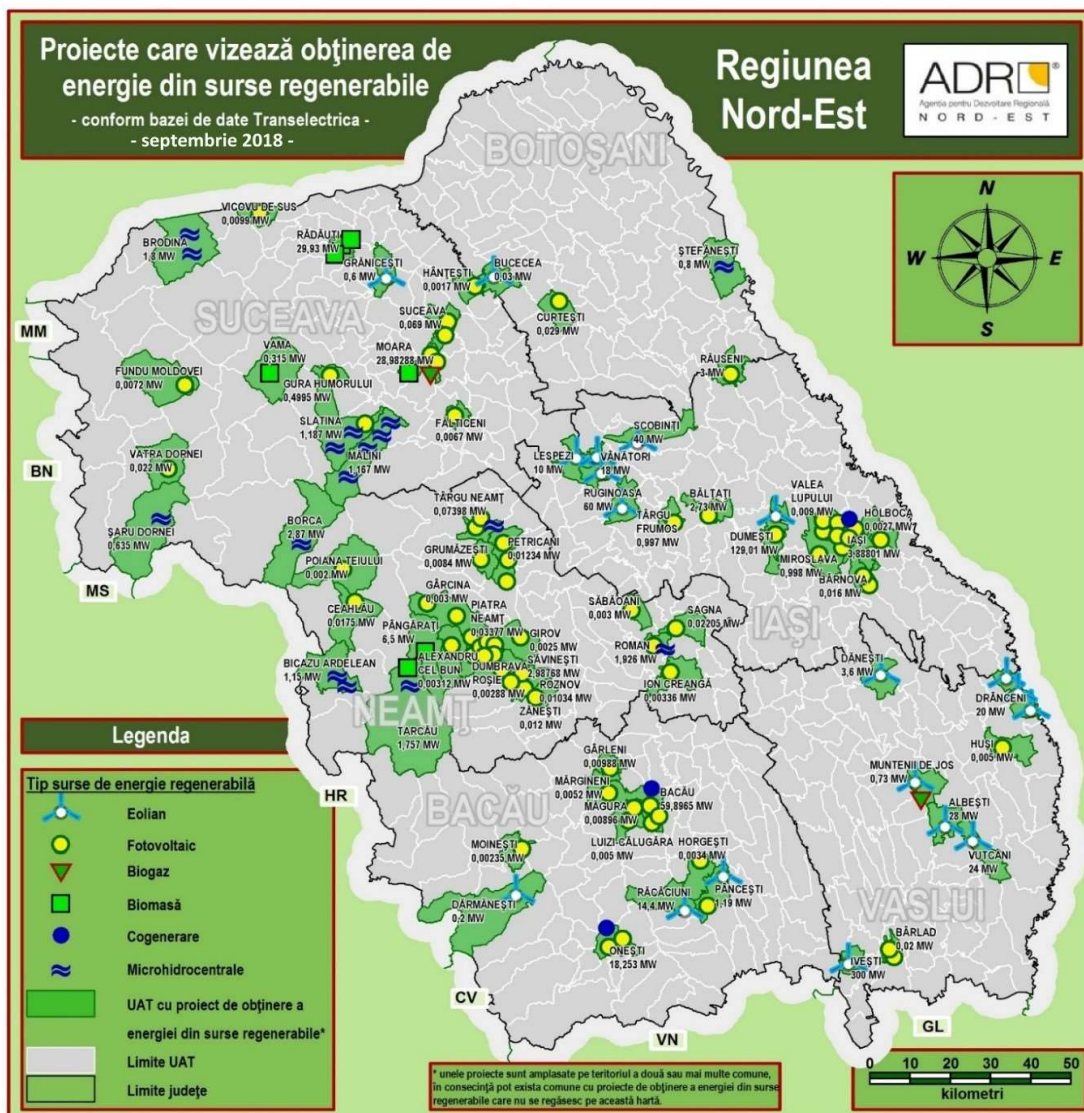 Proiecte care vizează obţinerea de
energie din surse regenerabile
- conform bazei de date Transelectrica -
- septembrie 2018 -
Regiunea
Nord-Est
ADR
Agenţia pentru Dezvoltare Regională
NORD-EST
N
W
E
S
BOTOŞANI
SUCEAVA
IAŞI
NEAMŢ
BACĂU
VASLUI
MM
BN
MS
HR
CV
VN
GL
VICOVU DE SUS
0,0099 MW
BRODINA
1,8 MW
RĂDĂUŢI
29,93 MW
GRĂNICEŞTI
0,6 MW
HÂNŢEŞTI
0,0017 MW
BUCECEA
0,03 MW
ŞTEFĂNEŞTI
0,8 MW
CURTEŞTI
0,029 MW
SUCEAVA
0,069 MW
MOARA
28,98288 MW
VAMA
0,315 MW
FUNDU MOLDOVEI
0,0072 MW
GURA HUMORULUI
0,4995 MW
RĂUSENI
3 MW
SLATINA
1,187 MW
FĂLTICENI
0,0067 MW
MĂLINI
1,167 MW
VATRA DORNEI
0,022 MW
ŞARU DORNEI
0,635 MW
SCOBINŢI
40 MW
LESPEZI
10 MW
VÂNĂTORI
18 MW
RUGINOASA
60 MW
TÂRGU
FRUMOS
0,997 MW
BĂLŢAŢI
2,73 MW
VALEA
LUPULUI
0,009 MW
HOLBOCA
0,0027 MW
DUMEŞTI
129,01 MW
IAŞI
3,88801 MW
MIROSLAVA
0,998 MW
BÂRNOVA
0,016 MW
BORCA
2,87 MW
TÂRGU NEAMŢ
0,07398 MW
PETRICANI
0,01234 MW
GRUMĂZEŞTI
0,0084 MW
POIANA TEIULUI
0,002 MW
CEAHLĂU
0,0175 MW
GÂRCINA
0,003 MW
PIATRA
NEAMŢ
0,03377 MW
PÂNGĂRAŢI
6,5 MW
GIROV
0,0025 MW
SĂBĂOANI
0,003 MW
SAGNA
0,02205 MW
ROMAN
1,926 MW
ION CREANGĂ
0,00336 MW
BICAZU ARDELEAN
1,15 MW
ALEXANDRU
CEL BUN
0,00312 MW
DUMBRAVA
ROŞIE
0,00288 MW
SĂVINEŞTI
2,98768 MW
ROZNOV
0,01034 MW
ZĂNEŞTI
0,012 MW
TARCĂU
1,757 MW
DĂNEŞTI
3,6 MW
DRÂNCENI
20 MW
HUŞI
0,005 MW
MUNTENII DE JOS
0,73 MW
ALBEŞTI
28 MW
VUTCANI
24 MW
GÂRLENI
0,00988 MW
MĂRGINENI
0,0052 MW
BACĂU
59,8965 MW
MĂGURA
0,00896 MW
LUIZI-CĂLUGĂRA
0,005 MW
MOINEŞTI
0,00235 MW
HORGEŞTI
0,0034 MW
DĂRMĂNEŞTI
0,2 MW
RĂCĂCIUNI
14,4 MW
PÂNCEŞTI
1,19 MW
ONEŞTI
18,253 MW
BÂRLAD
0,02 MW
IVEŞTI
300 MW
Legenda
Tip surse de energie regenerabilă
Eolian
Fotovoltaic
Biogaz
Biomasă
Cogenerare
Microhidrocentrale
UAT cu proiect de obţinere a
energiei din surse regenerabile*
Limite UAT
Limite judeţe
* unele proiecte sunt amplasate pe teritoriul a două sau mai multe comune,
în consecinţă pot exista comune cu proiecte de obţinere a energiei din surse
regenerabile care nu se regăsesc pe această hartă.
0 10 20 30 40 50
kilometri